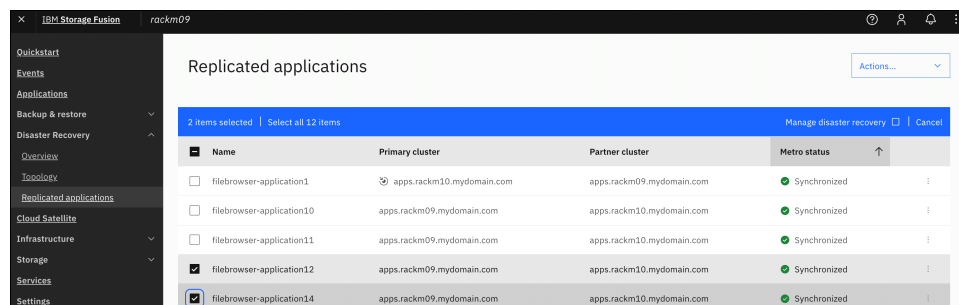 IBM Storage Fusion rackm09
Quickstart
Events
Applications
Backup & restore
Disaster Recovery
Overview
Topology
Replicated applications
Cloud Satellite
Infrastructure
Storage
Services
Settings
Replicated applications
Actions...
2 items selected | Select all 12 items Manage disaster recovery | Cancel
Name Primary cluster Partner cluster Metro status
filebrowser-application1 apps.rackm10.mydomain.com apps.rackm09.mydomain.com Synchronized
filebrowser-application10 apps.rackm09.mydomain.com apps.rackm10.mydomain.com Synchronized
filebrowser-application11 apps.rackm09.mydomain.com apps.rackm10.mydomain.com Synchronized
filebrowser-application12 apps.rackm09.mydomain.com apps.rackm10.mydomain.com Synchronized
filebrowser-application14 apps.rackm09.mydomain.com apps.rackm10.mydomain.com Synchronized